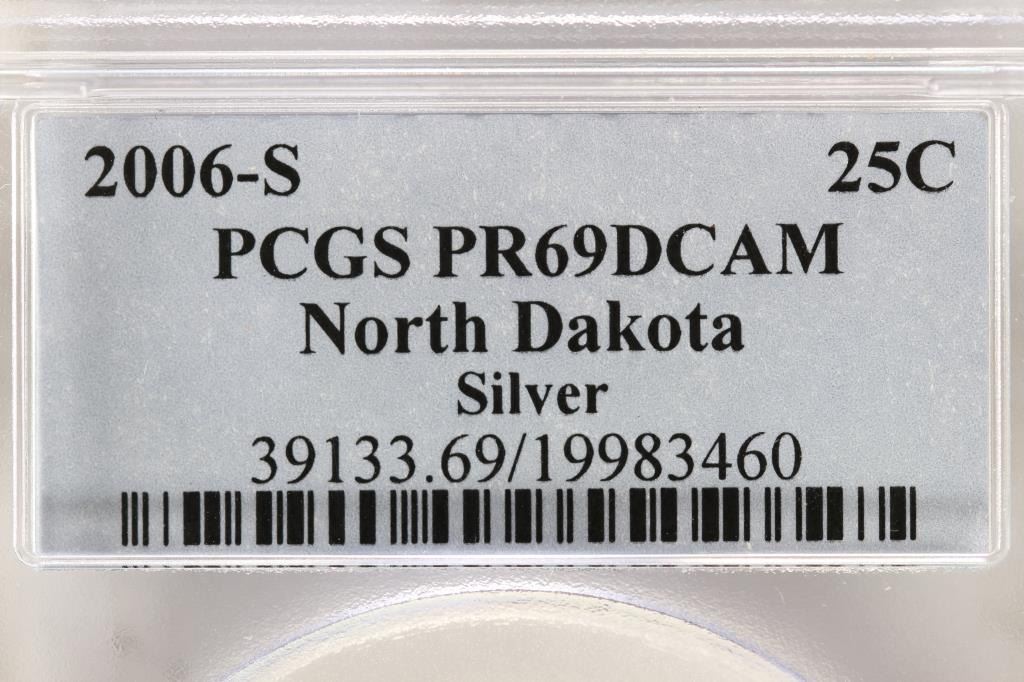 2006-S 25C
PCGS PR69DCAM
North Dakota
Silver
39133.69/19983460